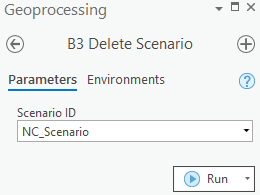 Geoprocessing
B3 Delete Scenario
Parameters Environments
Scenario ID
NC_Scenario
Run